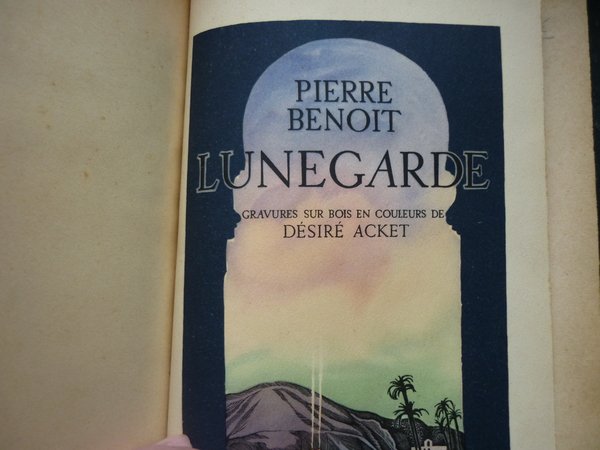 PIERRE
BENOIT
LUNEGARDE
GRAVURES SUR BOIS EN COULEURS DE
DÉSIRÉ ACKET